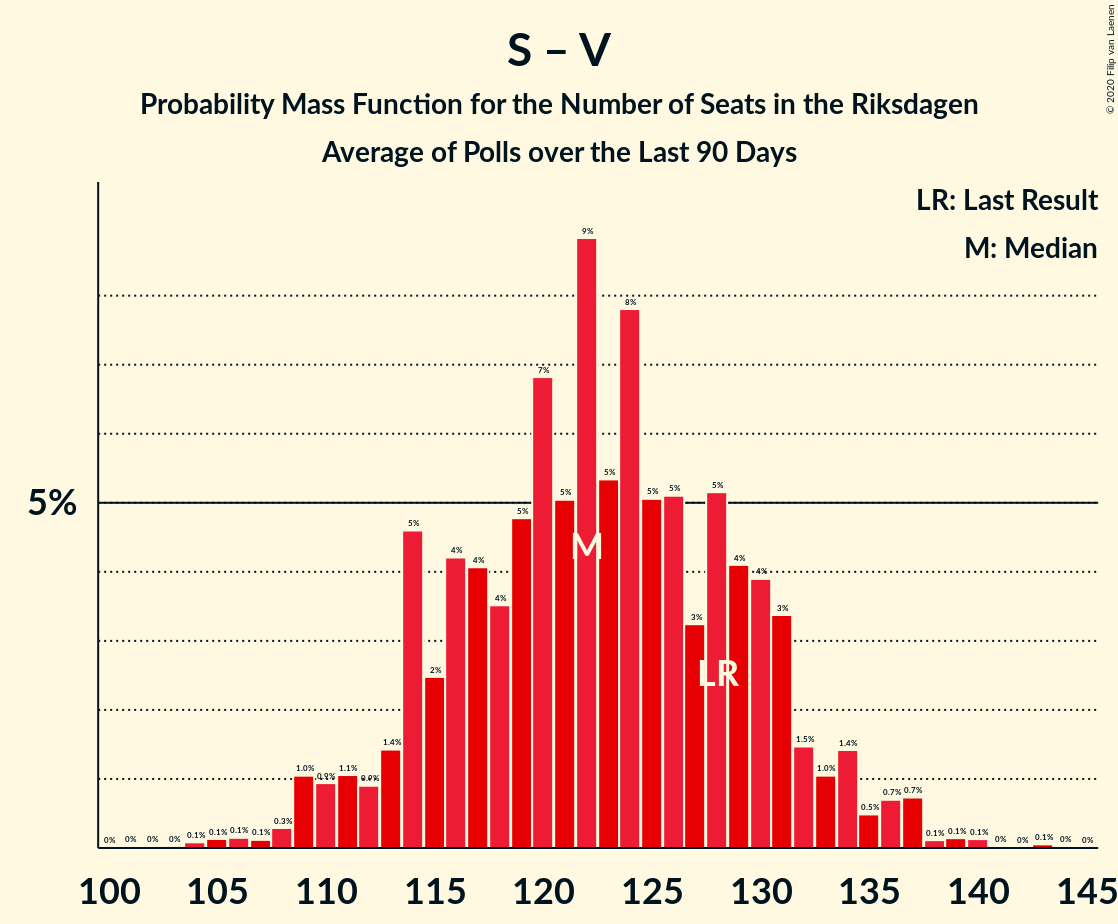 S – V
Probability Mass Function for the Number of Seats in the Riksdagen
Average of Polls over the Last 90 Days
© 2020 Filip van Laenen
LR: Last Result
M: Median
5%
0% 0% 0% 0% 0.1% 0.1% 0.1% 0.1% 0.3% 1.0% 0.9% 1.1% 0.9% 1.4% 5% 2% 4% 4% 4% 5% 7% 5% 9% 5% 8% 5% 5% 3% 5% 4% 4% 3% 1.5% 1.0% 1.4% 0.5% 0.7% 0.7% 0.1% 0.1% 0.1% 0% 0% 0.1% 0% 0%
M
LR
100 105 110 115 120 125 130 135 140 145